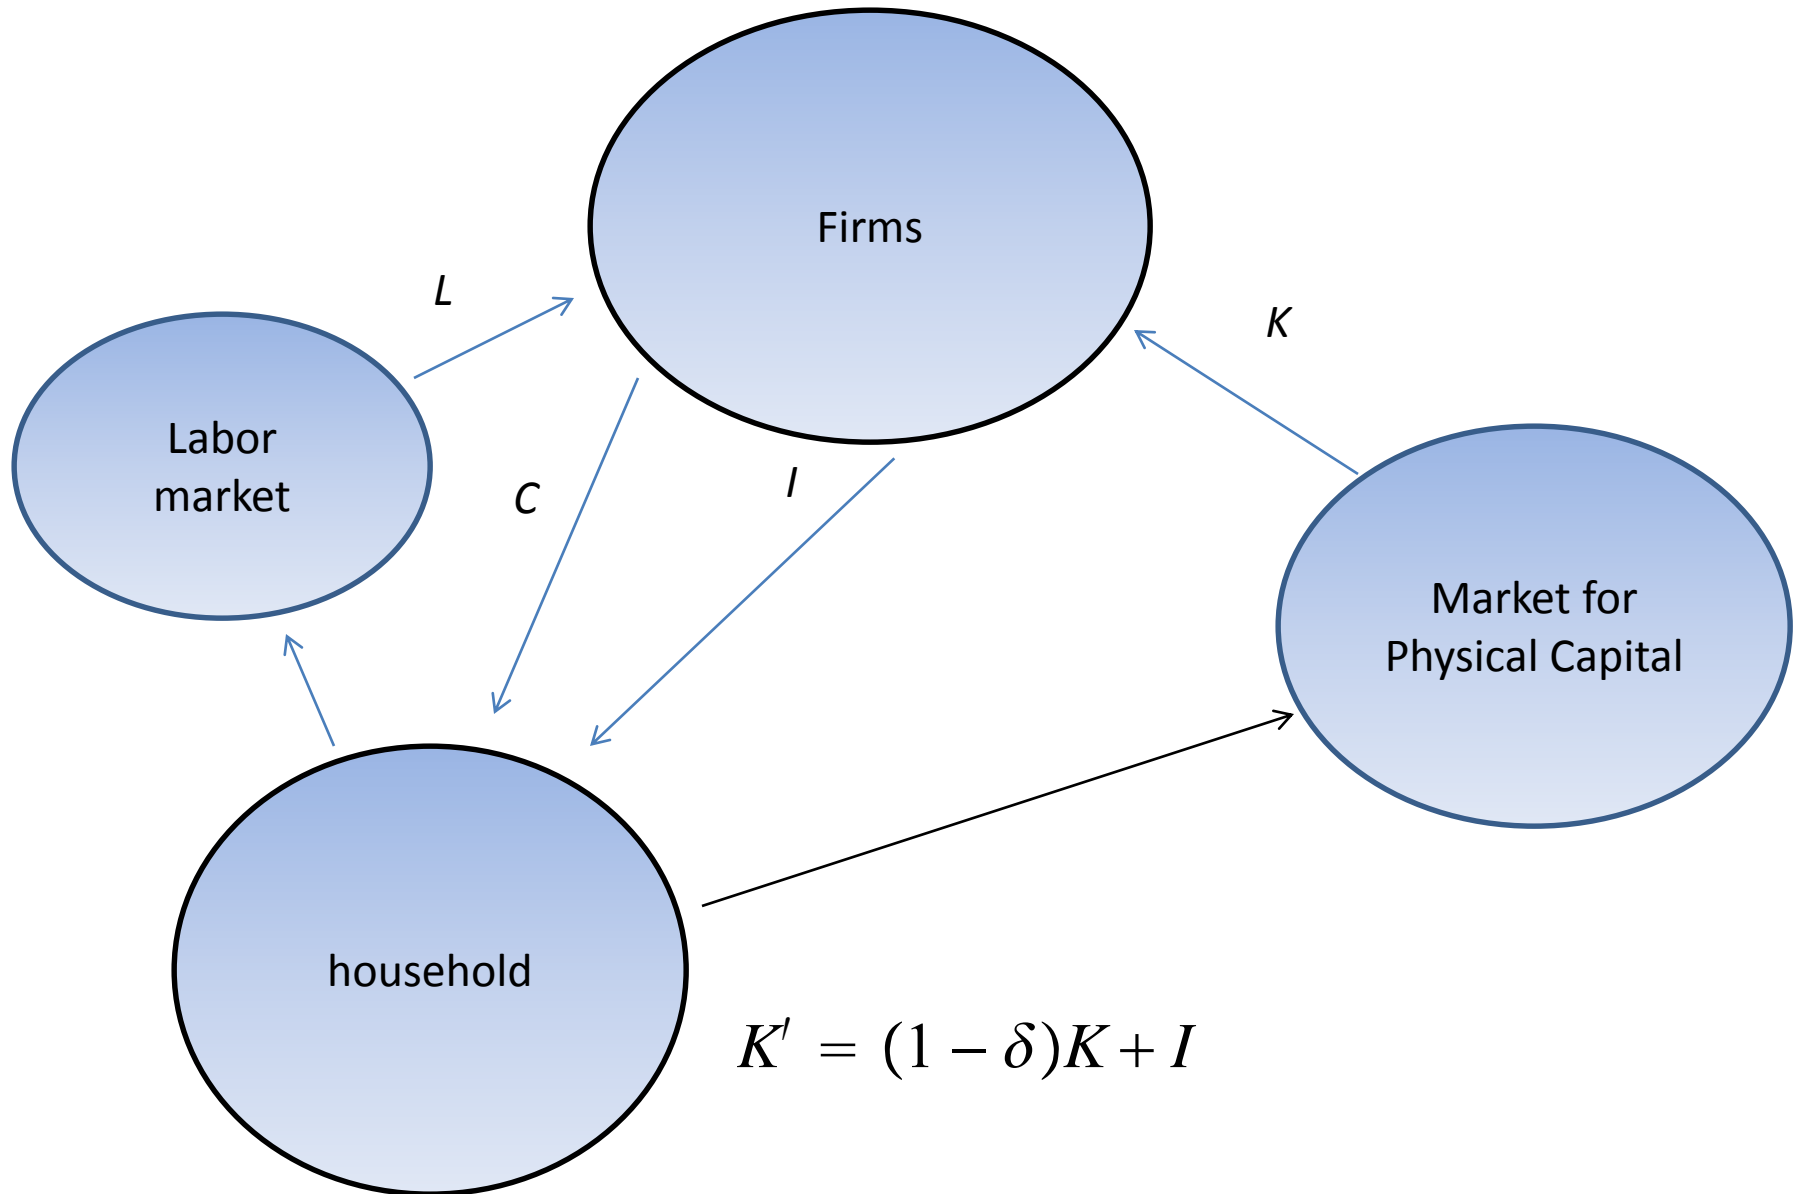 Firms
L
K
Labor
market
C
I
Market for
Physical Capital
household
K′ = (1 − δ)K + I